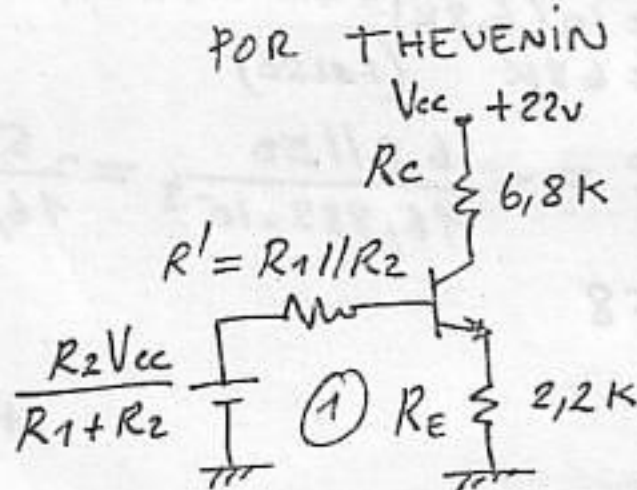 POR THEVENIN
Vcc +22v
Rc 6,8K
R' = R1//R2
R2Vcc
R1+R2
1
RE 2,2K